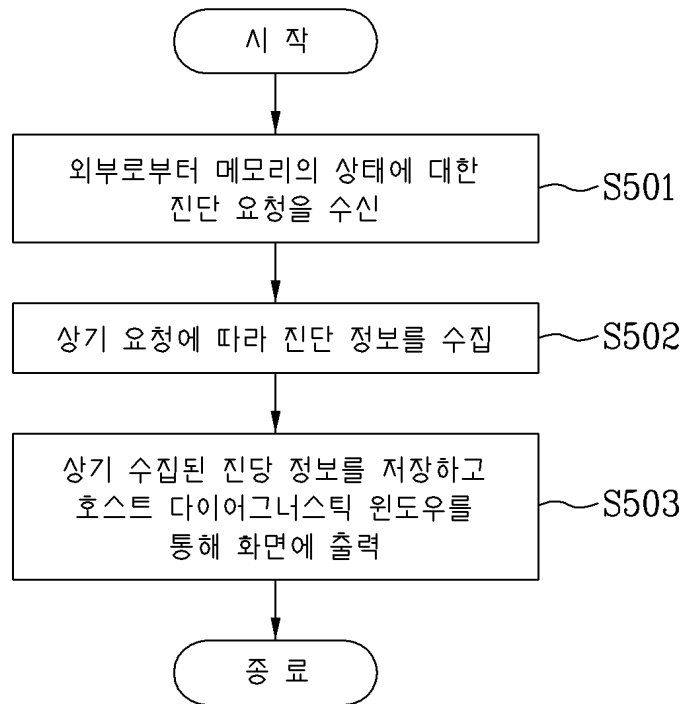 시 작
외부로부터 메모리의 상태에 대한
진단 요청을 수신
S501
상기 요청에 따라 진단 정보를 수집
S502
상기 수집된 진당 정보를 저장하고
호스트 다이어그너스틱 윈도우를
통해 화면에 출력
S503
종 료